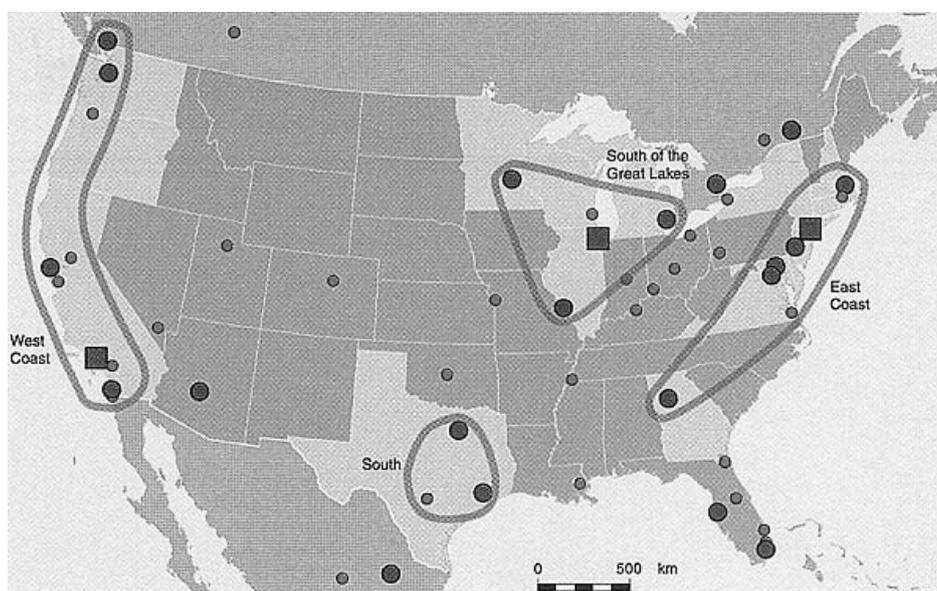 South of the
Great Lakes
East
Coast
West
Coast
South
0 500 km